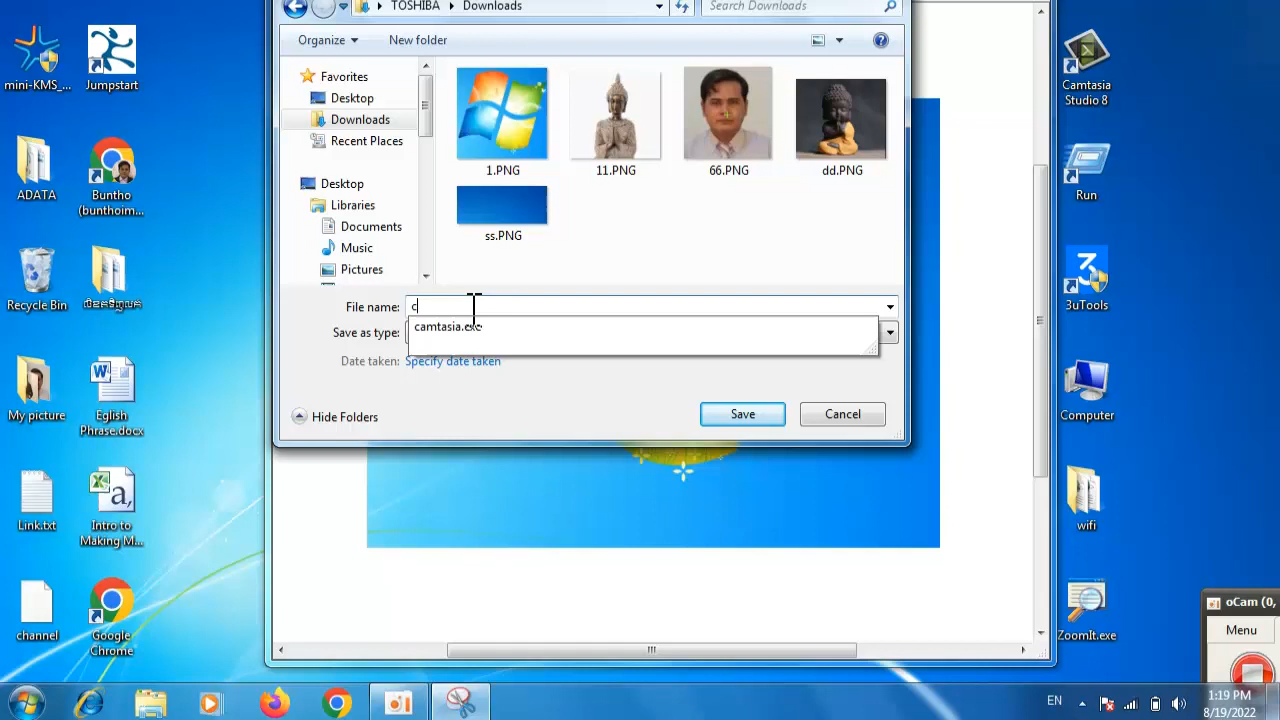 TOSHIBA
Downloads
Search Downloads
Organize
New folder
Favorites
Desktop
Downloads
Recent Places
Desktop
Libraries
Documents
Music
Pictures
1.PNG
11.PNG
66.PNG
dd.PNG
ss.PNG
File name:
c
camtasia.exe
Save as type:
Date taken:
Specify date taken
Hide Folders
Save
Cancel
mini-KMS_...
Jumpstart
ADATA
Buntho
(bunthoim...
Recycle Bin
My picture
Eglish
Phrase.docx
Link.txt
Intro to
Making M...
channel
Google
Chrome
Camtasia
Studio 8
Run
3uTools
Computer
wifi
ZoomIt.exe
oCam (0,
Menu
EN
1:19 PM
8/19/2022